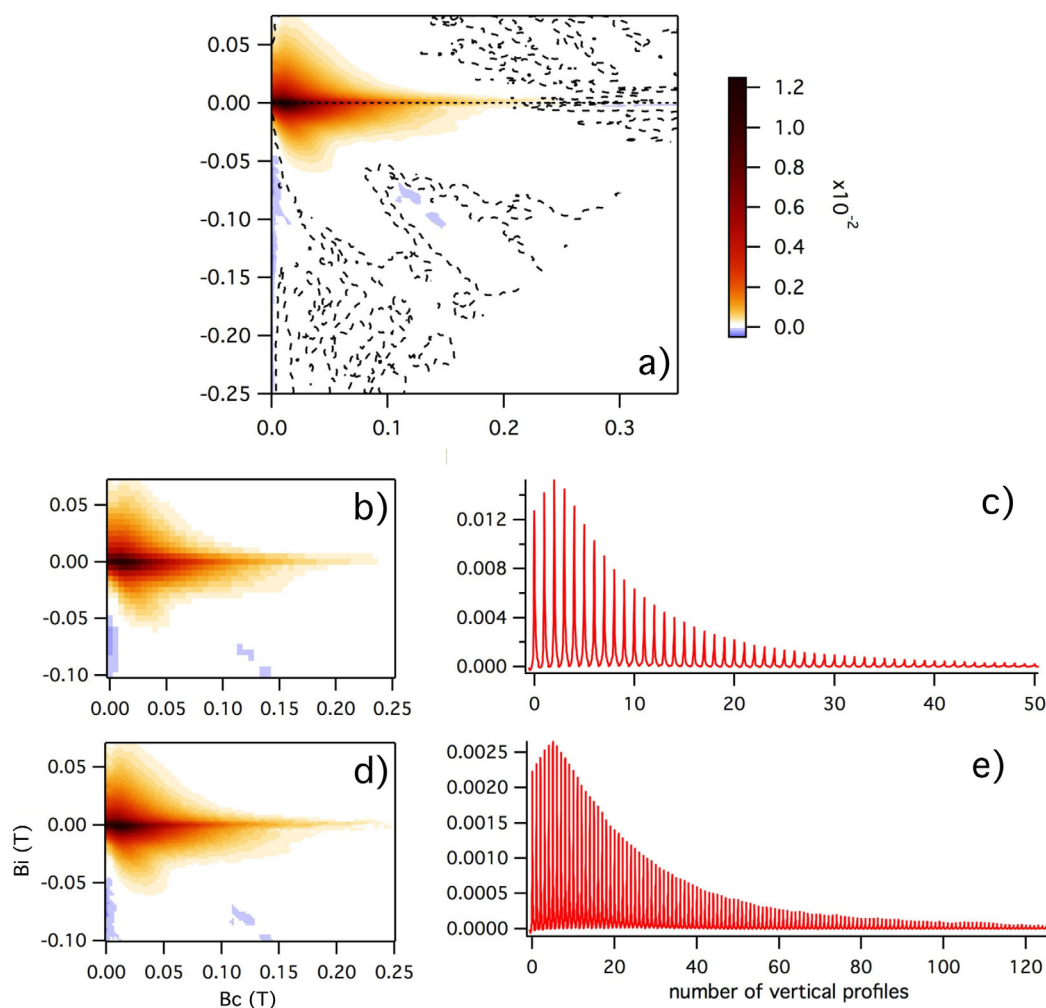 0.05
0.00
-0.05
-0.10
-0.15
-0.20
-0.25
0.0 0.1 0.2 0.3
a)
1.2
1.0
0.8
0.6
0.4
0.2
0.0
x10-2
0.05
0.00
-0.05
-0.10
0.00 0.05 0.10 0.15 0.20 0.25
b)
0.012
0.008
0.004
0.000
0 10 20 30 40 50
c)
0.05
0.00
-0.05
-0.10
Bi (T)
0.00 0.05 0.10 0.15 0.20 0.25
Bc (T)
d)
0.0025
0.0020
0.0015
0.0010
0.0005
0.0000
0 20 40 60 80 100 120
number of vertical profiles
e)